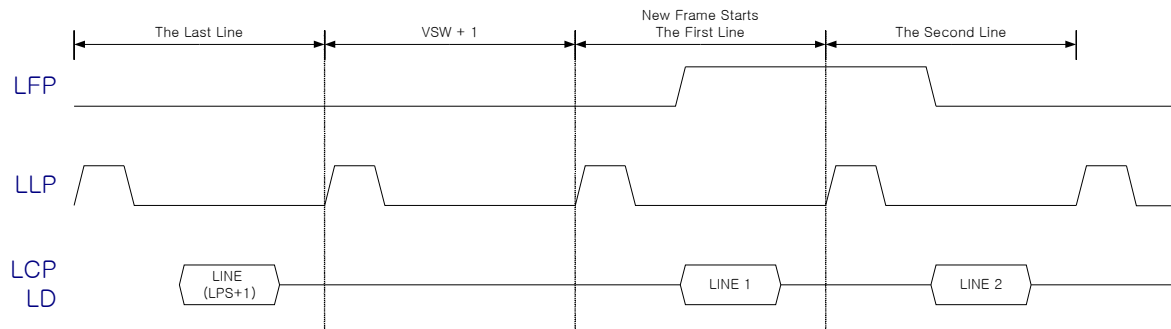 New Frame Starts
The Last Line
VSW + 1
The First Line
The Second Line
LFP
LLP
LCP
LD
LINE
(LPS+1)
LINE 1
LINE 2